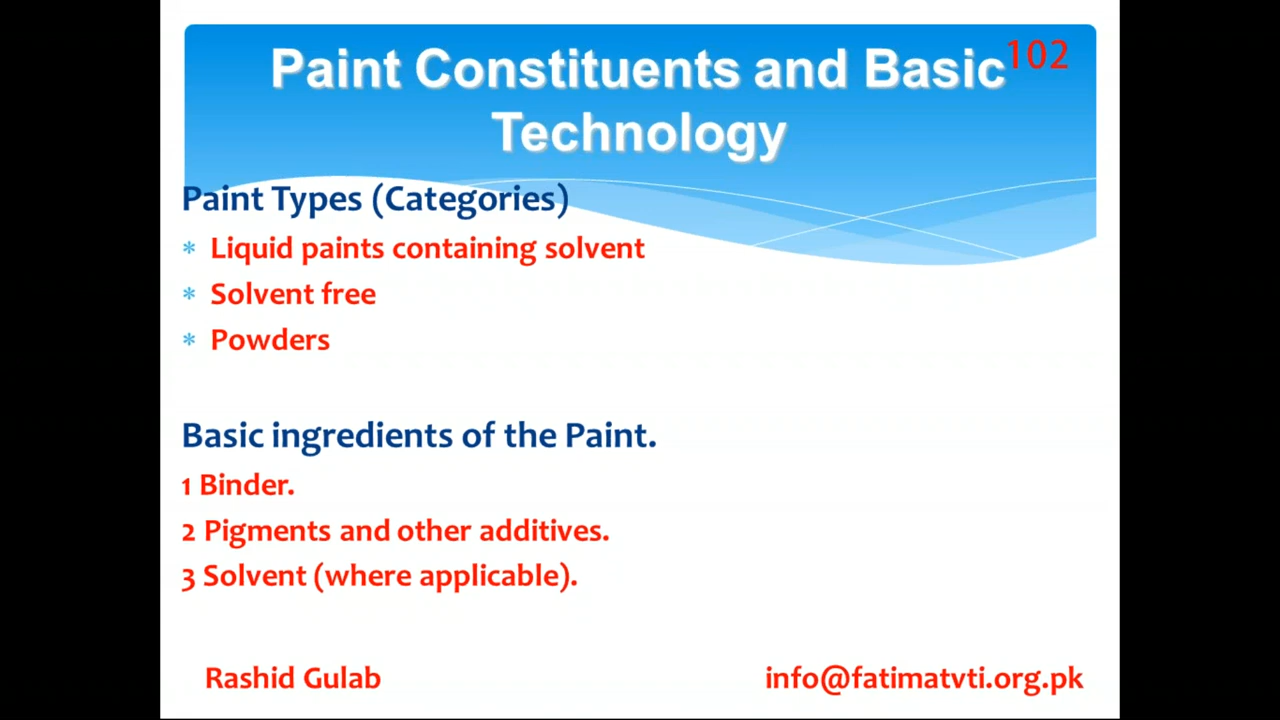 Paint Constituents and Basic
102
Technology
Paint Types (Categories)
* Liquid paints containing solvent
* Solvent free
* Powders
Basic ingredients of the Paint.
1 Binder.
2 Pigments and other additives.
3 Solvent (where applicable).
Rashid Gulab
info@fatimatvti.org.pk